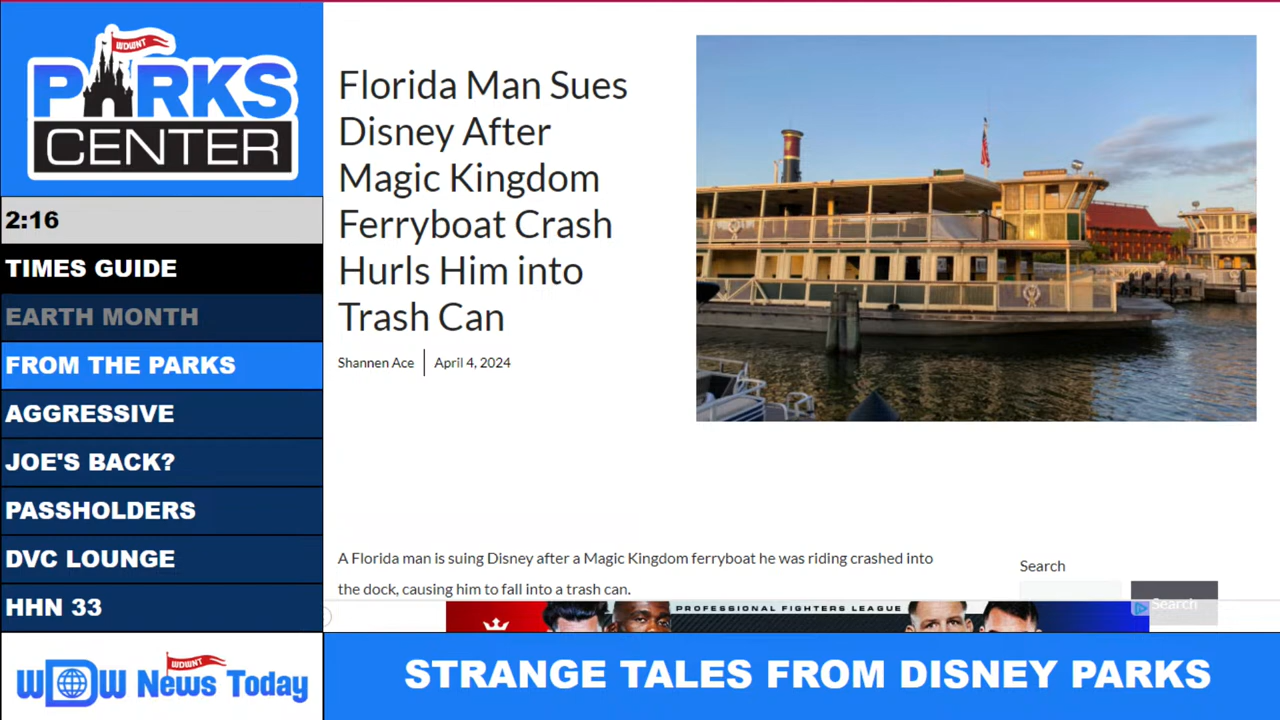 WDWNT
PARKS
CENTER
2:16
TIMES GUIDE
EARTH MONTH
FROM THE PARKS
AGGRESSIVE
JOE'S BACK?
PASSHOLDERS
DVC LOUNGE
HHN 33
WDWNT
WDW News Today
Florida Man Sues
Disney After
Magic Kingdom
Ferryboat Crash
Hurls Him into
Trash Can
Shannen Ace
April 4, 2024
A Florida man is suing Disney after a Magic Kingdom ferryboat he was riding crashed into
the dock, causing him to fall into a trash can.
Search
Search
PROFESSIONAL FIGHTERS LEAGUE
STRANGE TALES FROM DISNEY PARKS